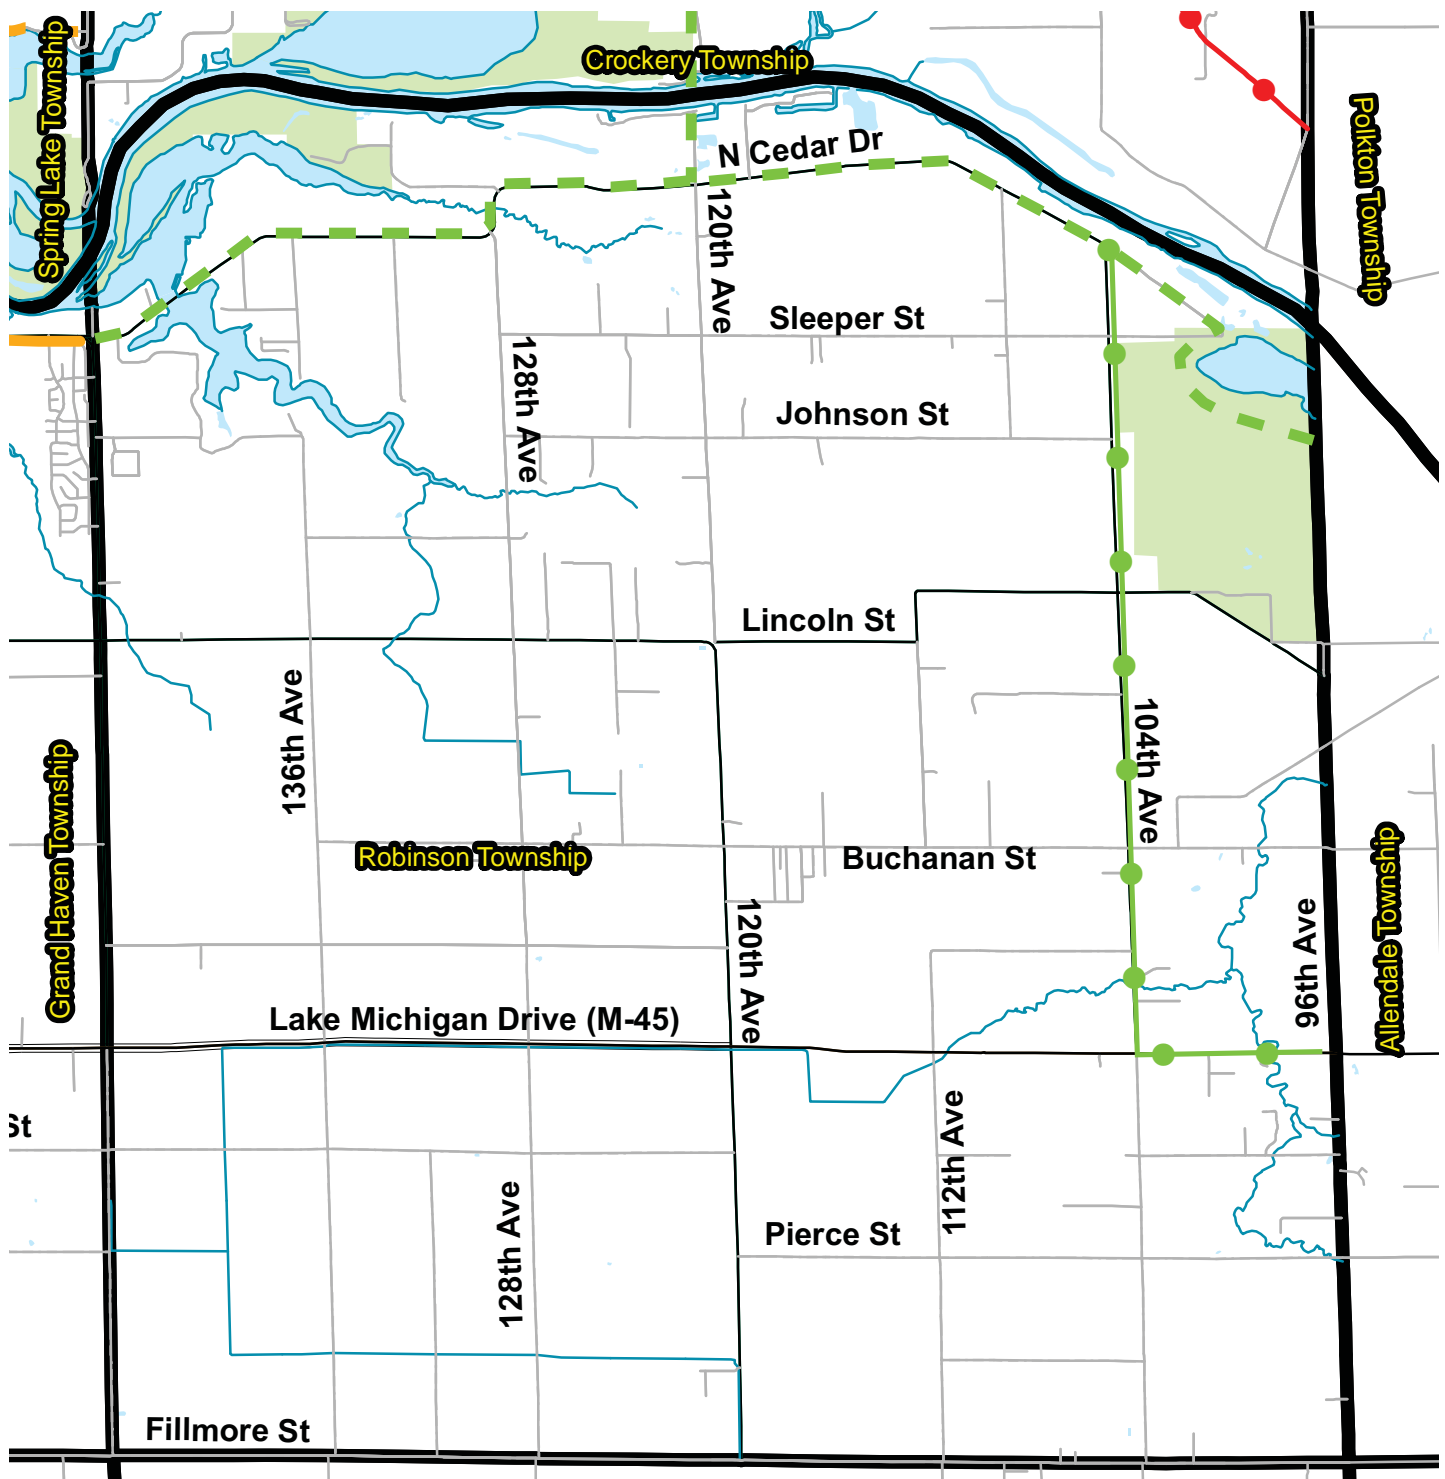 Crockery Township
Spring Lake Township
Polkton Township
N Cedar Dr
120th Ave
Sleeper St
128th Ave
Johnson St
Lincoln St
136th Ave
104th Ave
Grand Haven Township
Robinson Township
Buchanan St
Allendale Township
120th Ave
96th Ave
Lake Michigan Drive (M-45)
St
112th Ave
128th Ave
Pierce St
Fillmore St